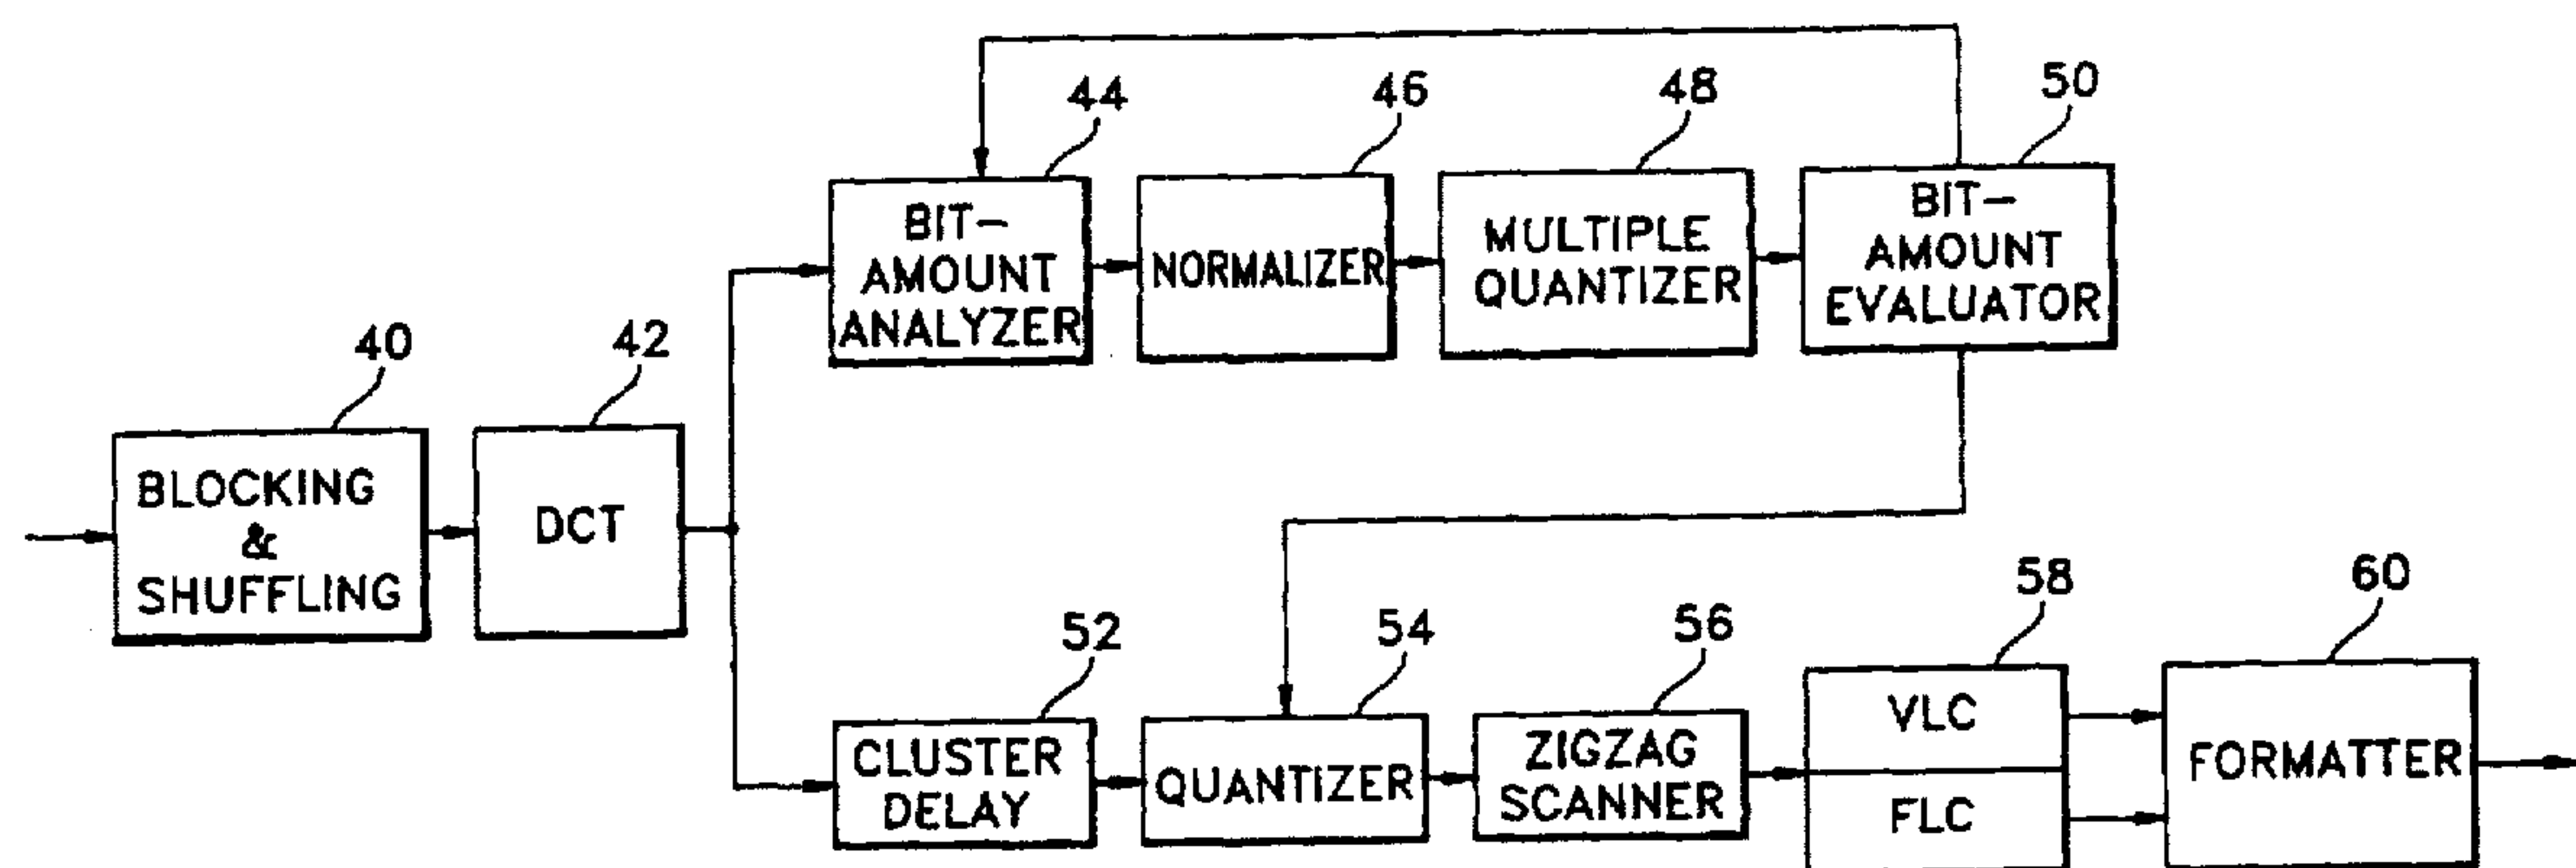 50
44
46
48
BIT-
AMOUNT
ANALYZER
NORMALIZER
MULTIPLE
QUANTIZER
BIT-
AMOUNT
EVALUATOR
40
42
BLOCKING
&
SHUFFLING
DCT
52
54
56
58
60
CLUSTER
DELAY
QUANTIZER
ZIGZAG
SCANNER
VLC
FLC
FORMATTER